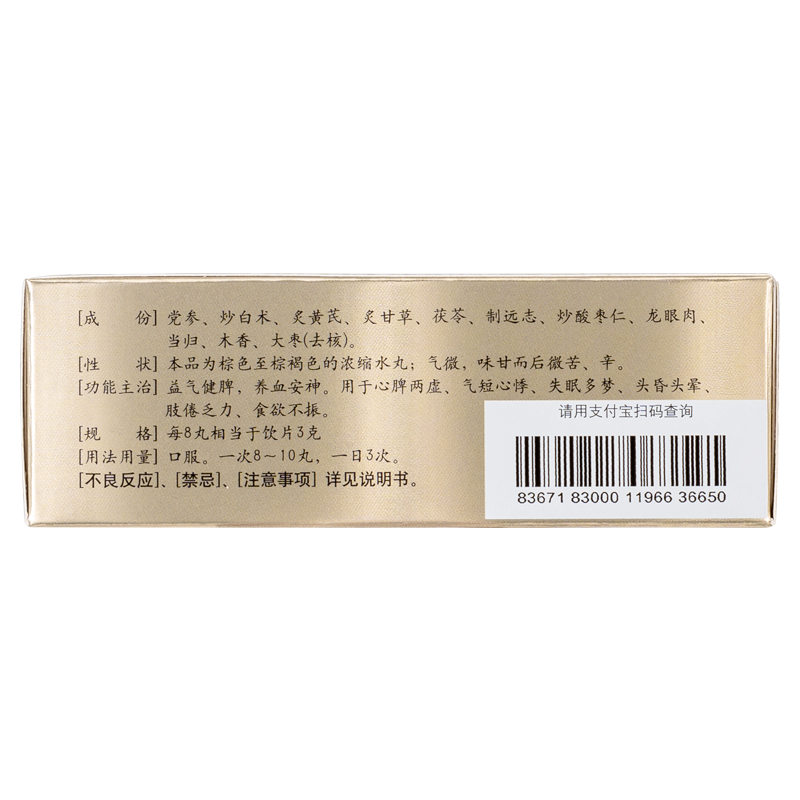 [成 份] 党参、炒白术、炙黄芪、炙甘草、茯苓、制远志、炒酸枣仁、龙眼肉、
当归、木香、大枣(去核)。
[性 状] 本品为棕色至棕褐色的浓缩水丸；气微，味甘而后微苦、辛。
[功能主治] 益气健脾，养血安神。用于心脾两虚、气短心悸、失眠多梦、头昏头晕、
肢倦乏力、食欲不振。
[规 格] 每8丸相当于饮片3克
[用法用量] 口服。一次8～10丸，一日3次。
[不良反应]、[禁忌]、[注意事项] 详见说明书。
请用支付宝扫码查询
83671 83000 11966 36650